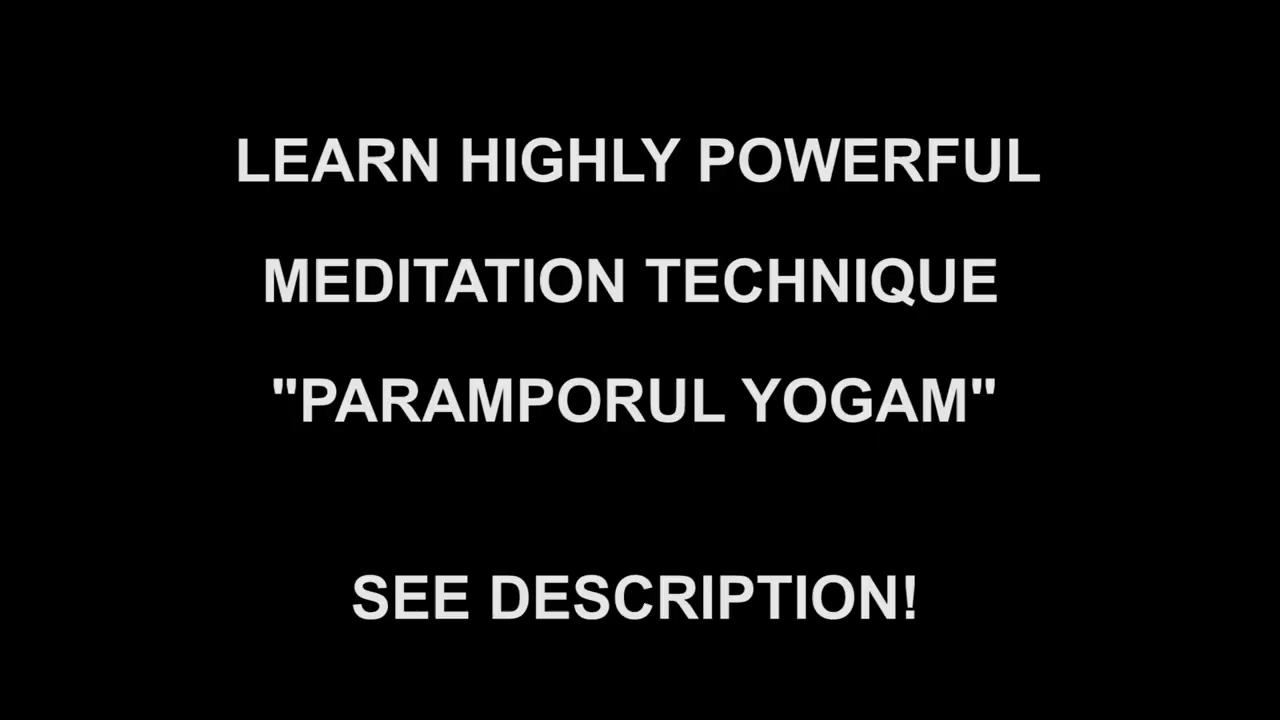 LEARN HIGHLY POWERFUL
MEDITATION TECHNIQUE
"PARAMPORUL YOGAM"
SEE DESCRIPTION!